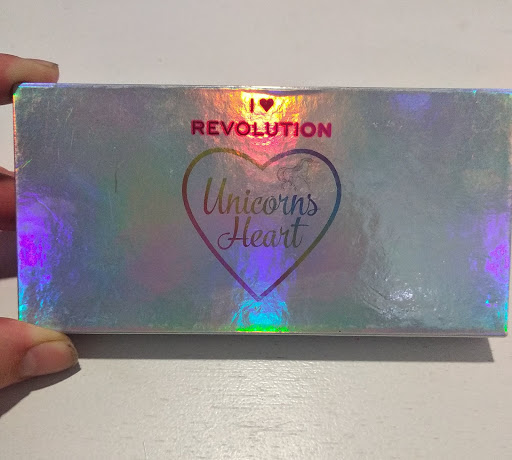 I ♥
REVOLUTION
Unicorns
Heart